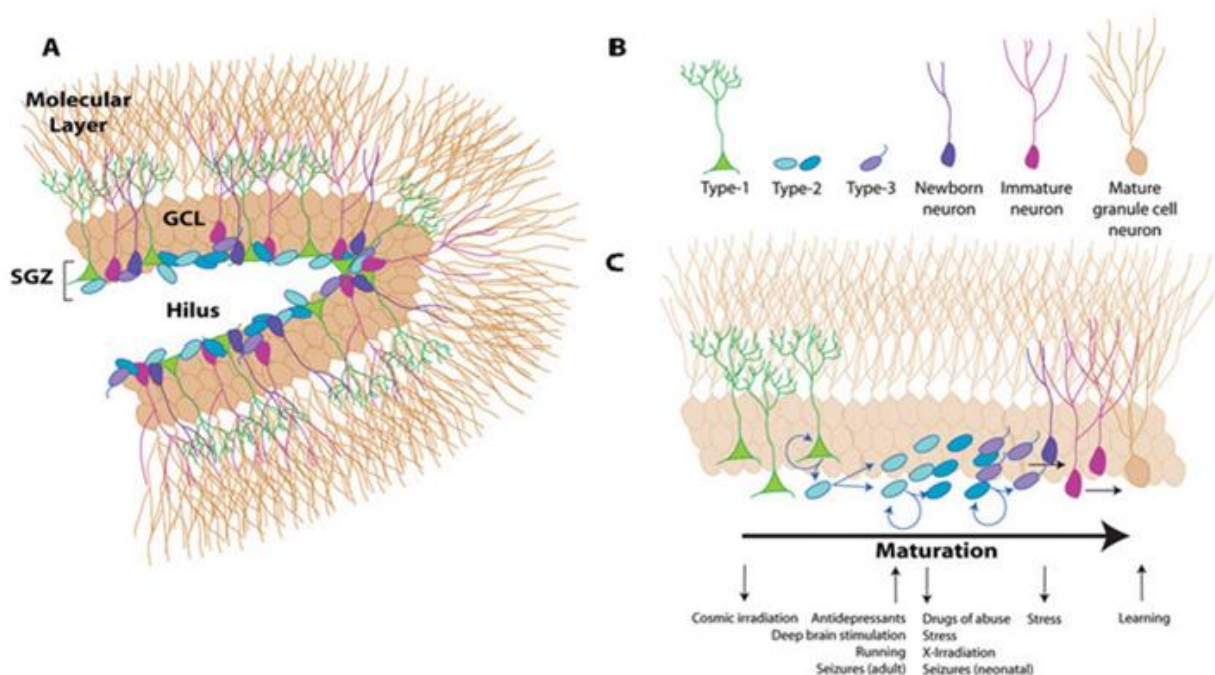 A
Molecular
Layer
GCL
SGZ
Hilus
B
Type-1
Type-2
Type-3
Newborn
neuron
Immature
neuron
Mature
granule cell
neuron
C
Maturation
Cosmic irradiation
Antidepressants
Deep brain stimulation
Running
Seizures (adult)
Drugs of abuse
Stress
X-Irradiation
Seizures (neonatal)
Stress
Learning